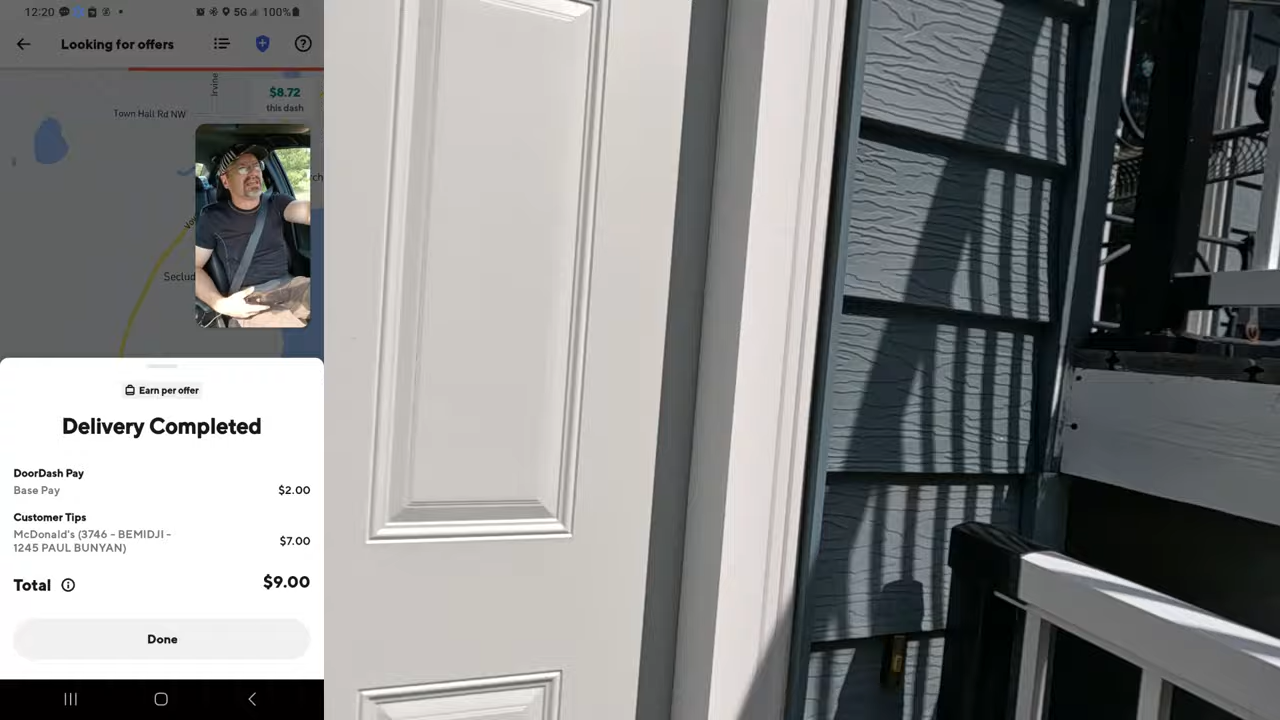 12:20
5G 100%
Looking for offers
Irvine
$8.72
this dash
Town Hall Rd NW
Seclud
Earn per offer
Delivery Completed
DoorDash Pay
Base Pay $2.00
Customer Tips
McDonald's (3746 - BEMIDJI -
1245 PAUL BUNYAN) $7.00
Total $9.00
Done